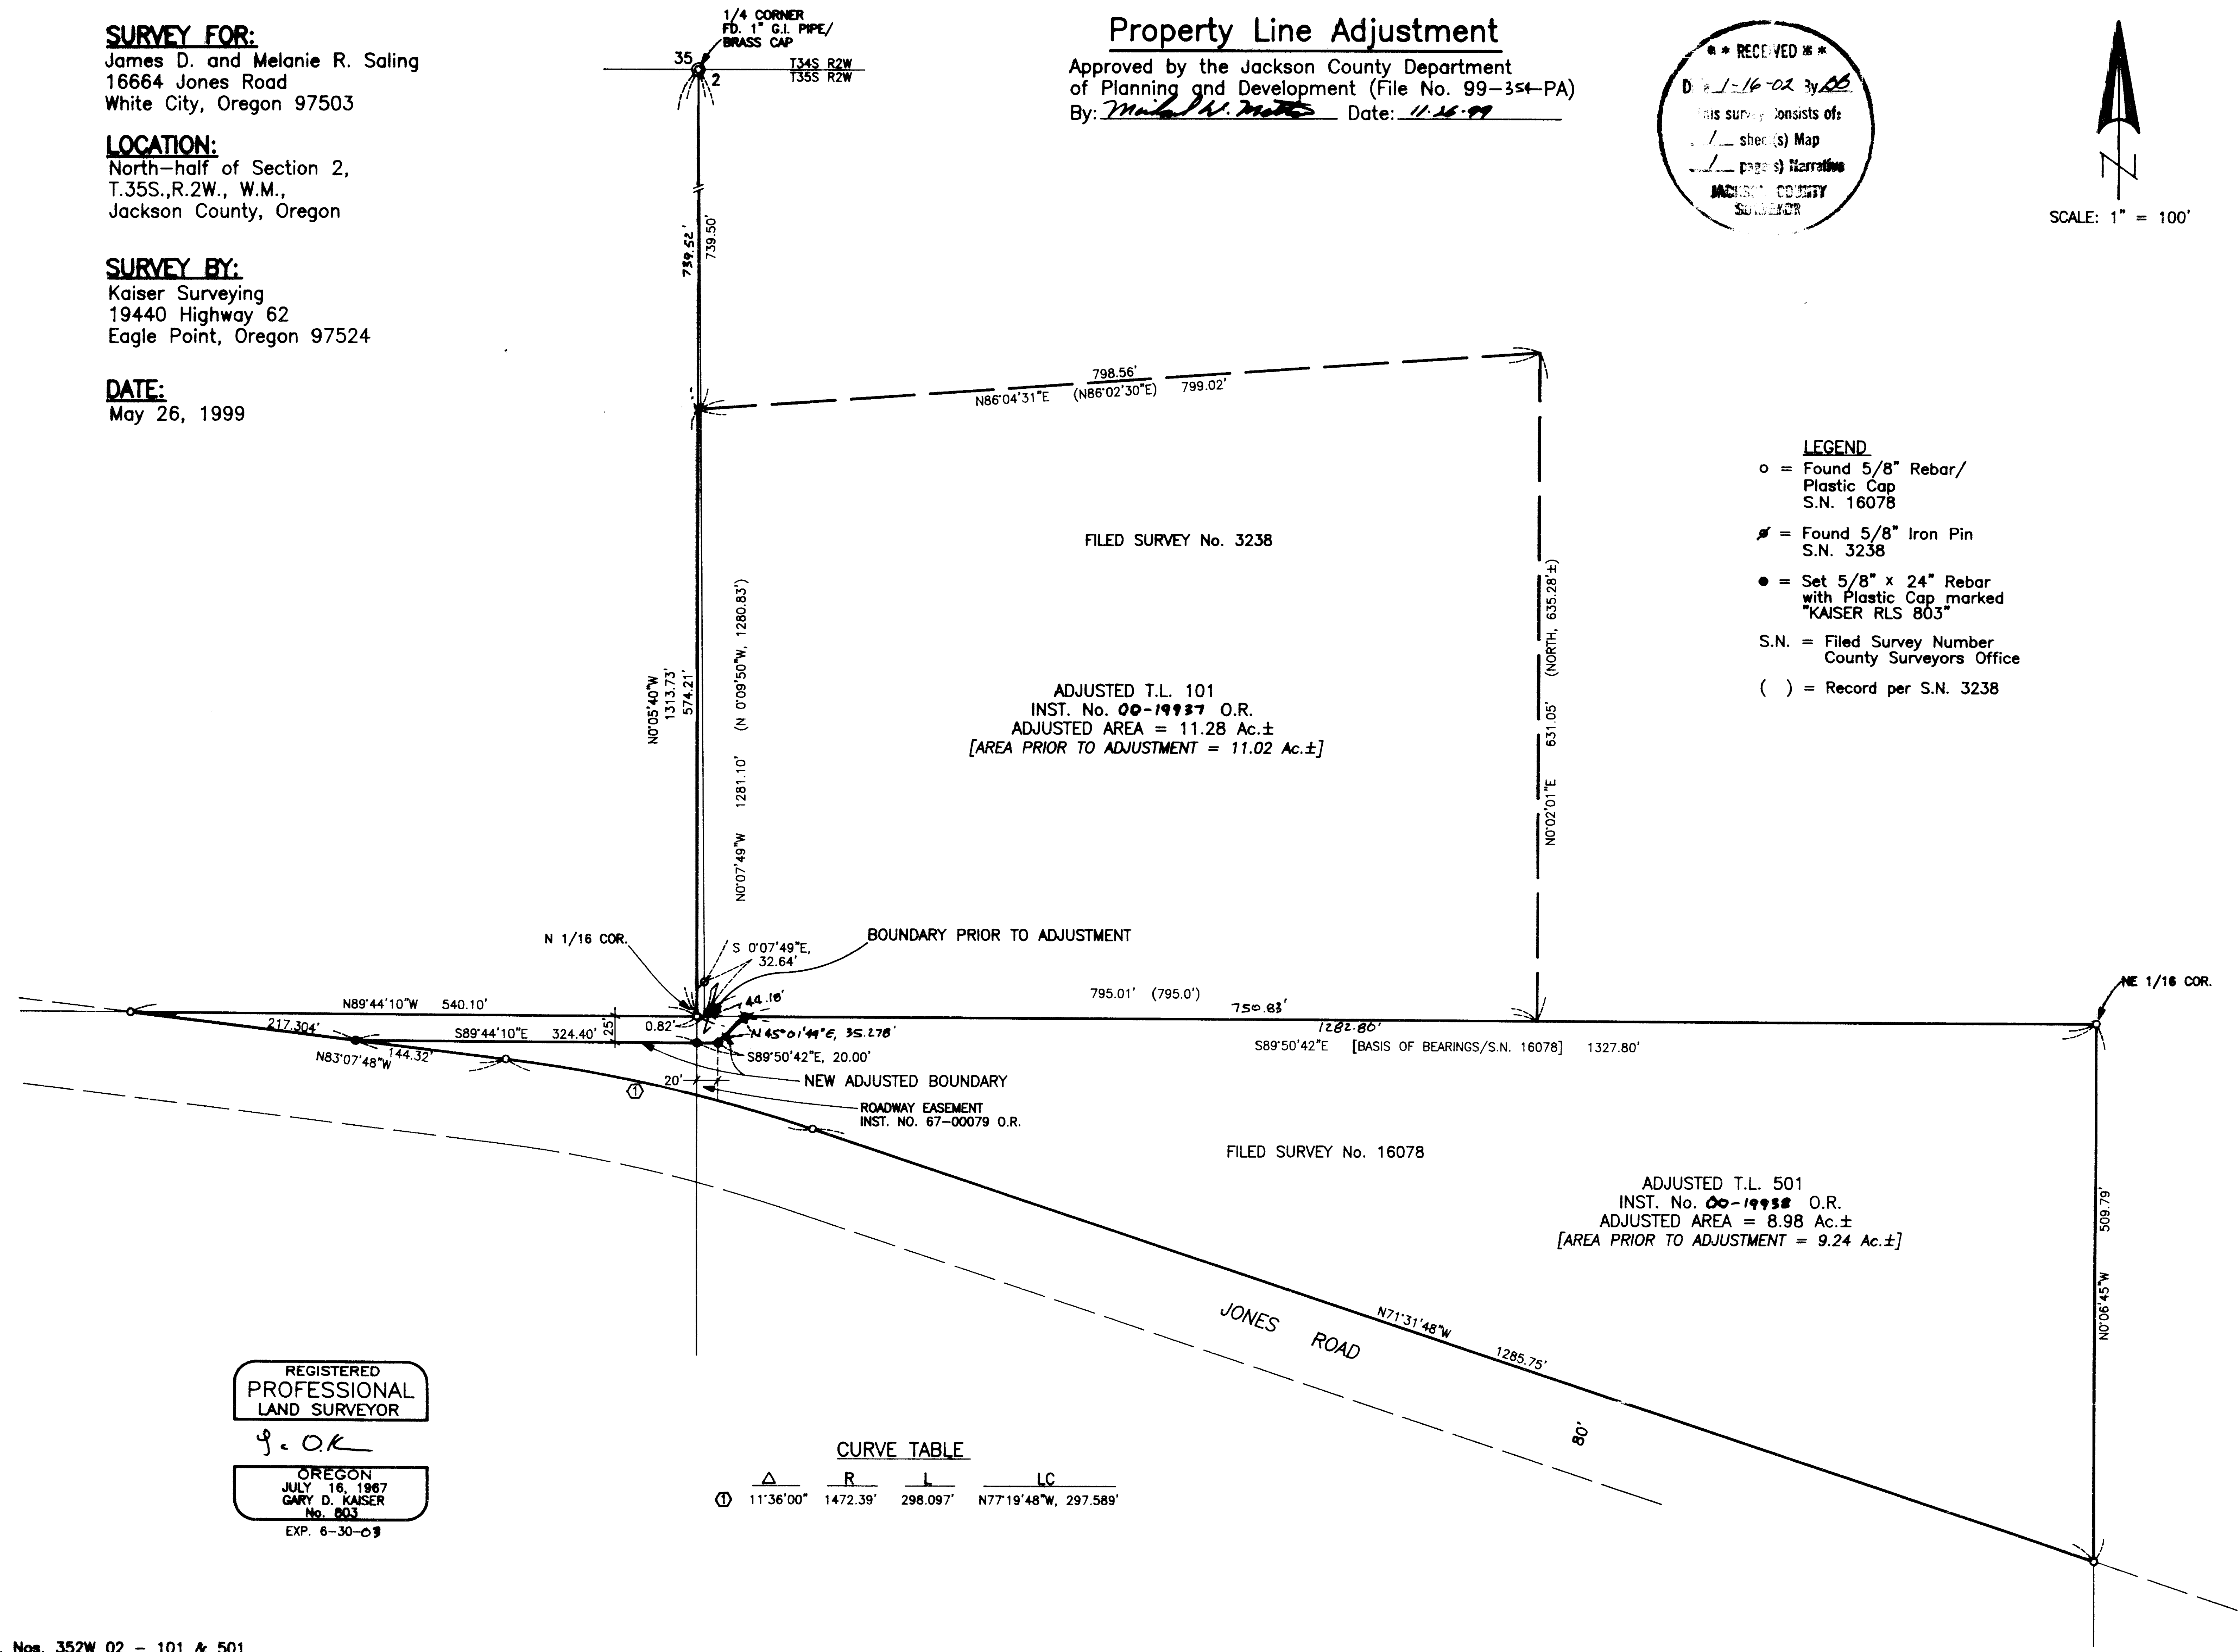 SURVEY FOR:
James D. and Melanie R. Saling
16664 Jones Road
White City, Oregon 97503
LOCATION:
North-half of Section 2,
T.35S.,R.2W., W.M.,
Jackson County, Oregon
SURVEY BY:
Kaiser Surveying
19440 Highway 62
Eagle Point, Oregon 97524
DATE:
May 26, 1999
1/4 CORNER
FD. 1" G.I. PIPE/
BRASS CAP
35
2
T34S R2W
T35S R2W
Property Line Adjustment
Approved by the Jackson County Department
of Planning and Development (File No. 99-354-PA)
By: Date: 11-26-99
* * RECEIVED * *
1-16-02 By BB
This survey consists of:
1 sheet(s) Map
1 page(s) Narrative
JACKSON COUNTY
SURVEYOR
N
SCALE: 1" = 100'
739.52'
739.50'
798.56'
N86°04'31"E (N86°02'30"E) 799.02'
LEGEND
o = Found 5/8" Rebar/
Plastic Cap
S.N. 16078
ø = Found 5/8" Iron Pin
S.N. 3238
● = Set 5/8" x 24" Rebar
with Plastic Cap marked
"KAISER RLS 803"
S.N. = Filed Survey Number
County Surveyors Office
( ) = Record per S.N. 3238
FILED SURVEY No. 3238
N0°05'40"W
1313.73'
574.21'
N0°07'49"W 1281.10' (N 0°09'50"W, 1280.83')
N0°02'01"E 631.05' (NORTH, 635.28'±)
ADJUSTED T.L. 101
INST. No. 00-19937 O.R.
ADJUSTED AREA = 11.28 Ac.±
[AREA PRIOR TO ADJUSTMENT = 11.02 Ac.±]
N 1/16 COR.
S 0°07'49"E,
32.64'
BOUNDARY PRIOR TO ADJUSTMENT
NE 1/16 COR.
N89°44'10"W 540.10'
44.18'
795.01' (795.0')
750.83'
217.304'
S89°44'10"E 324.40'
25'
0.82'
N 45°01'49"E, 35.278'
1282.80'
S89°50'42"E [BASIS OF BEARINGS/S.N. 16078] 1327.80'
N83°07'48"W
144.32'
S89°50'42"E, 20.00'
20'
NEW ADJUSTED BOUNDARY
1
ROADWAY EASEMENT
INST. NO. 67-00079 O.R.
FILED SURVEY No. 16078
ADJUSTED T.L. 501
INST. No. 00-19938 O.R.
ADJUSTED AREA = 8.98 Ac.±
[AREA PRIOR TO ADJUSTMENT = 9.24 Ac.±]
N0°06'45"W 509.79'
JONES ROAD
N71°31'48"W
1285.75'
80'
REGISTERED
PROFESSIONAL
LAND SURVEYOR
OREGON
JULY 16, 1967
GARY D. KAISER
No. 803
EXP. 6-30-03
CURVE TABLE
Δ R L LC
1 11°36'00" 1472.39' 298.097' N77°19'48"W, 297.589'
Nos. 352W 02 - 101 & 501